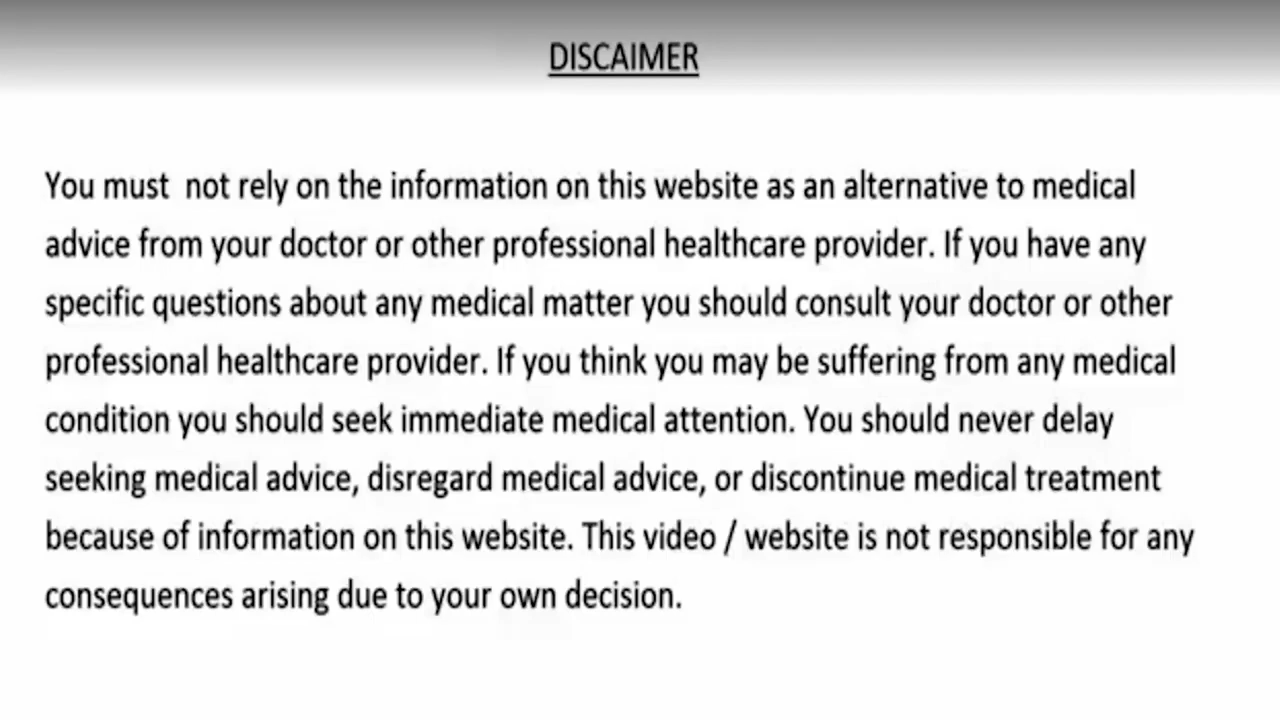 DISCAIMER
You must  not rely on the information on this website as an alternative to medical
advice from your doctor or other professional healthcare provider. If you have any
specific questions about any medical matter you should consult your doctor or other
professional healthcare provider. If you think you may be suffering from any medical
condition you should seek immediate medical attention. You should never delay
seeking medical advice, disregard medical advice, or discontinue medical treatment
because of information on this website. This video / website is not responsible for any
consequences arising due to your own decision.